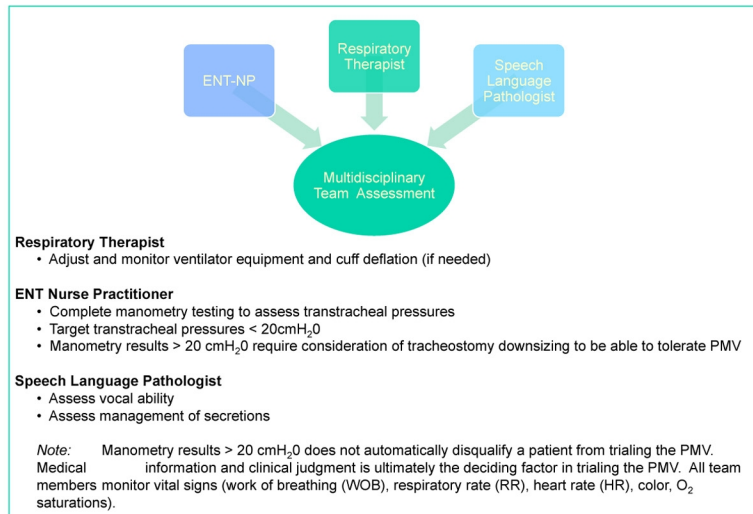 ENT-NP
Respiratory
Therapist
Speech
Language
Pathologist
Multidisciplinary
Team Assessment
Respiratory Therapist
• Adjust and monitor ventilator equipment and cuff deflation (if needed)
ENT Nurse Practitioner
• Complete manometry testing to assess transtracheal pressures
• Target transtracheal pressures < 20cmH₂0
• Manometry results > 20 cmH₂0 require consideration of tracheostomy downsizing to be able to tolerate PMV
Speech Language Pathologist
• Assess vocal ability
• Assess management of secretions
Note: Manometry results > 20 cmH₂0 does not automatically disqualify a patient from trialing the PMV.
Medical information and clinical judgment is ultimately the deciding factor in trialing the PMV. All team
members monitor vital signs (work of breathing (WOB), respiratory rate (RR), heart rate (HR), color, O₂
saturations).